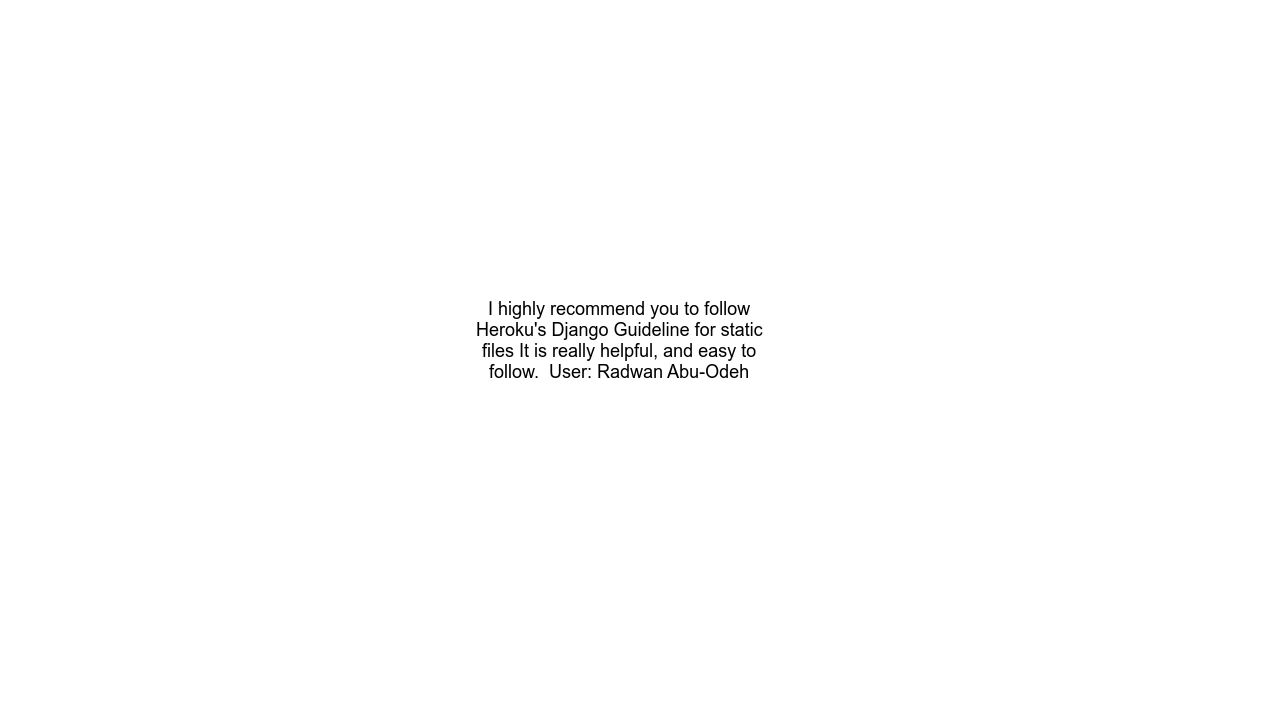 I highly recommend you to follow
Heroku's Django Guideline for static
files It is really helpful, and easy to
follow.  User: Radwan Abu-Odeh